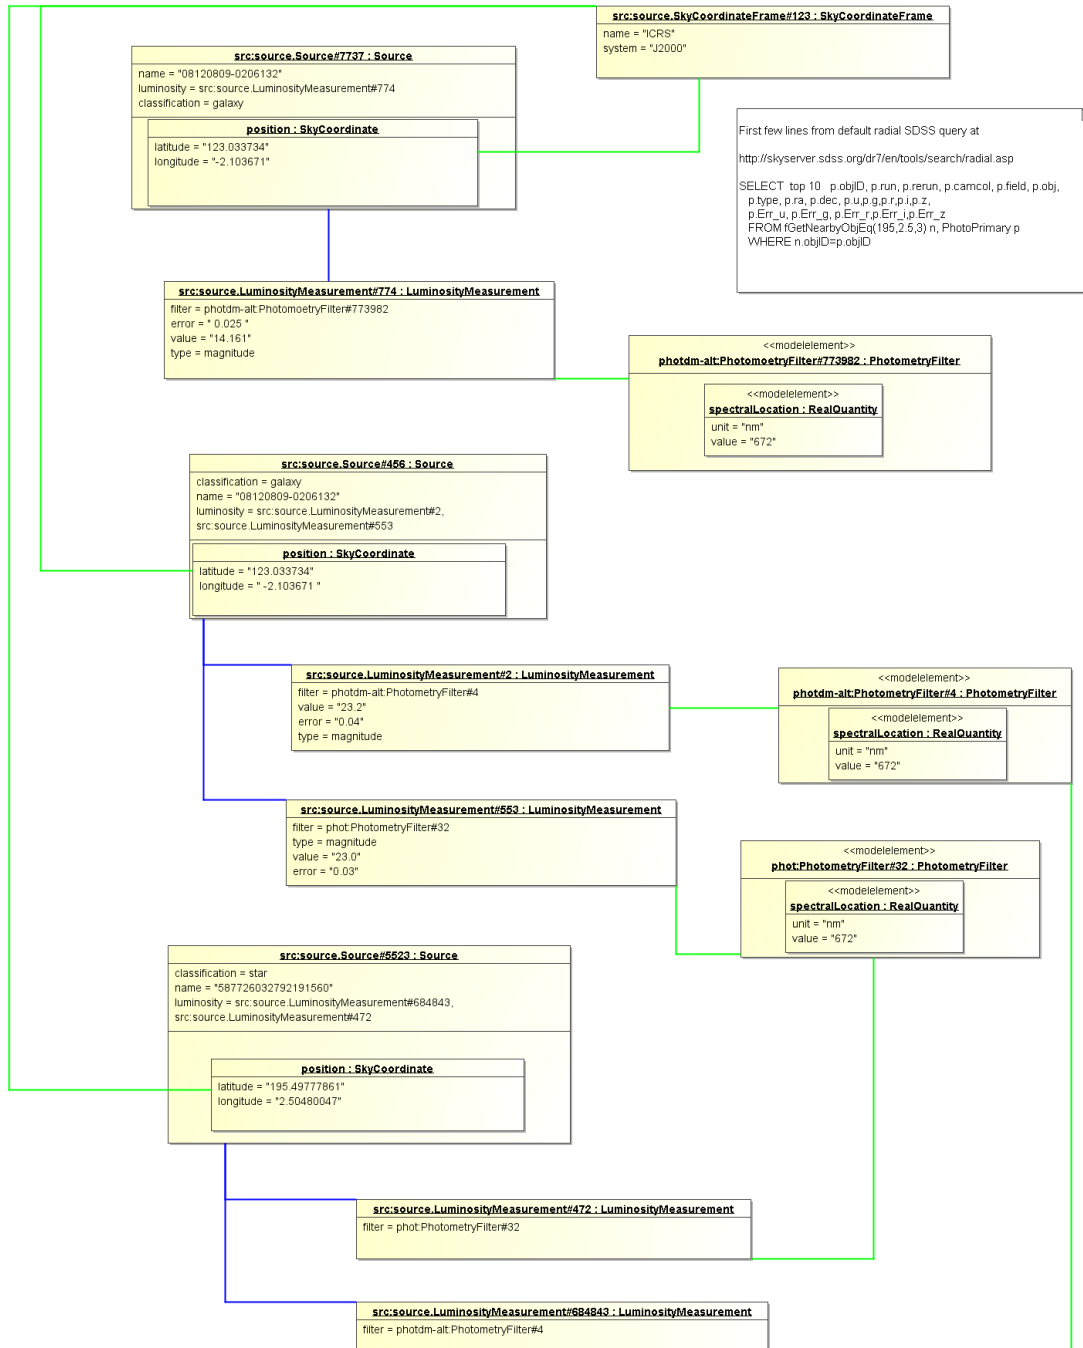 src:source.SkyCoordinateFrame#123 : SkyCoordinateFrame
name = "ICRS"
system = "J2000"
src:source.Source#7737 : Source
name = "08120809-0206132"
luminosity = src:source.LuminosityMeasurement#774
classification = galaxy
position : SkyCoordinate
latitude = "123.033734"
longitude = "-2.103671"
First few lines from default radial SDSS query at
http://skyserver.sdss.org/dr7/en/tools/search/radial.asp
SELECT top 10 p.objID, p.run, p.rerun, p.camcol, p.field, p.obj,
p.type, p.ra, p.dec, p.u,p.g,p.r,p.i,p.z,
p.Err_u, p.Err_g, p.Err_r,p.Err_i,p.Err_z
FROM fGetNearbyObjEq(195,2.5,3) n, PhotoPrimary p
WHERE n.objID=p.objID
src:source.LuminosityMeasurement#774 : LuminosityMeasurement
filter = photdm-alt:PhotomoetryFilter#773982
error = " 0.025 "
value = "14.161"
type = magnitude
<<modelelement>>
photdm-alt:PhotomoetryFilter#773982 : PhotometryFilter
<<modelelement>>
spectralLocation : RealQuantity
unit = "nm"
value = "672"
src:source.Source#456 : Source
classification = galaxy
name = "08120809-0206132"
luminosity = src:source.LuminosityMeasurement#2,
src:source.LuminosityMeasurement#553
position : SkyCoordinate
latitude = "123.033734"
longitude = " -2.103671 "
src:source.LuminosityMeasurement#2 : LuminosityMeasurement
filter = photdm-alt:PhotometryFilter#4
value = "23.2"
error = "0.04"
type = magnitude
<<modelelement>>
photdm-alt:PhotometryFilter#4 : PhotometryFilter
<<modelelement>>
spectralLocation : RealQuantity
unit = "nm"
value = "672"
src:source.LuminosityMeasurement#553 : LuminosityMeasurement
filter = phot:PhotometryFilter#32
type = magnitude
value = "23.0"
error = "0.03"
<<modelelement>>
phot:PhotometryFilter#32 : PhotometryFilter
<<modelelement>>
spectralLocation : RealQuantity
unit = "nm"
value = "672"
src:source.Source#5523 : Source
classification = star
name = "587726032792191560"
luminosity = src:source.LuminosityMeasurement#684843,
src:source.LuminosityMeasurement#472
position : SkyCoordinate
latitude = "195.49777861"
longitude = "2.50480047"
src:source.LuminosityMeasurement#472 : LuminosityMeasurement
filter = phot:PhotometryFilter#32
src:source.LuminosityMeasurement#684843 : LuminosityMeasurement
filter = photdm-alt:PhotometryFilter#4